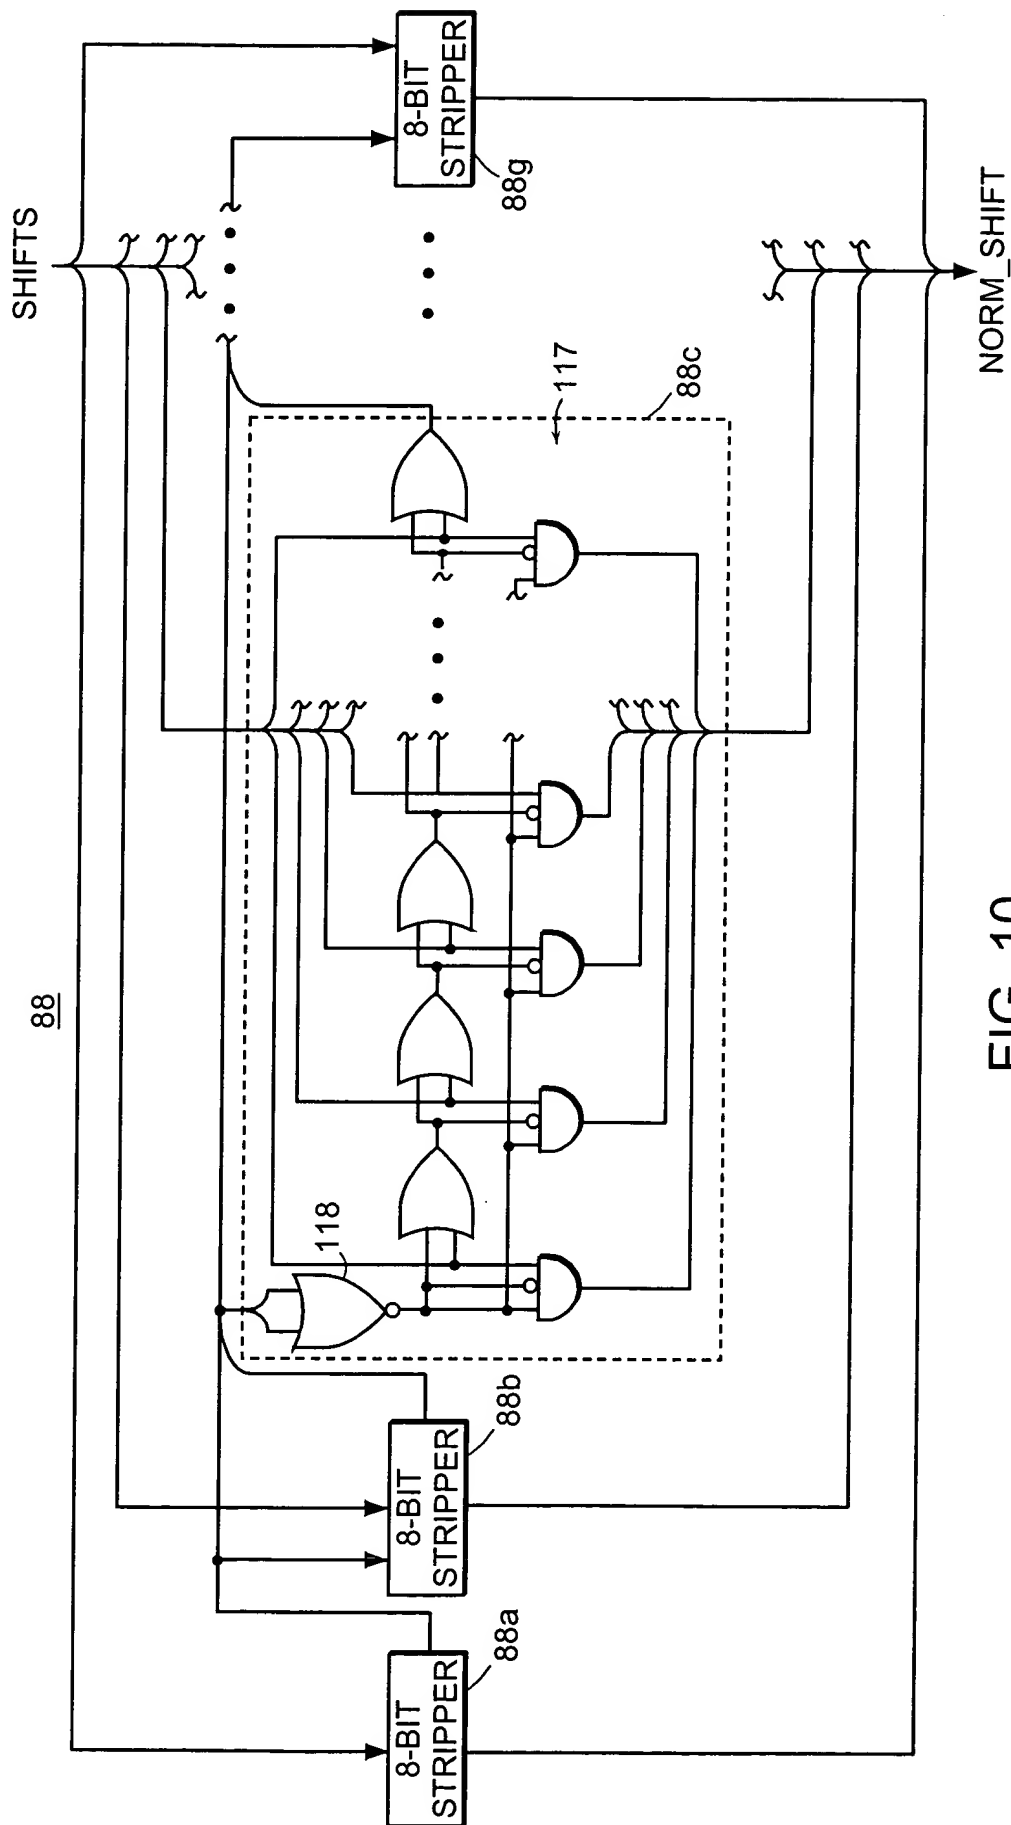 88
SHIFTS
8-BIT
STRIPPER
88a
8-BIT
STRIPPER
88b
118
117
88c
8-BIT
STRIPPER
88g
NORM_SHIFT
FIG. 10